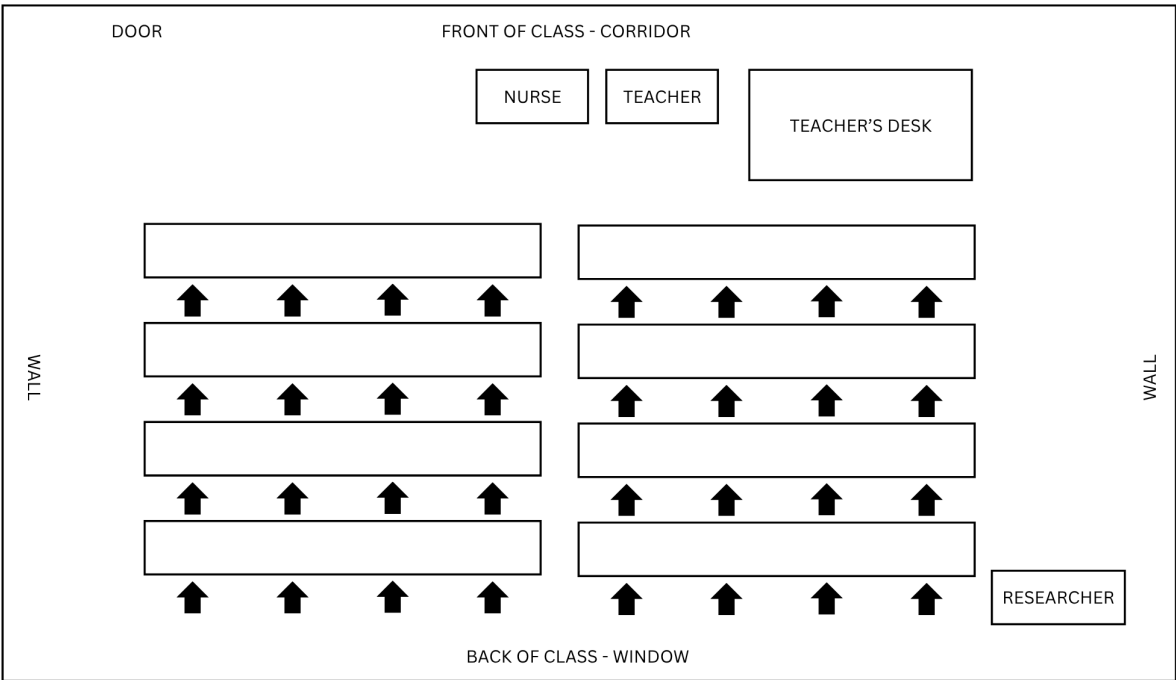 DOOR
FRONT OF CLASS - CORRIDOR
NURSE
TEACHER
TEACHER’S DESK
WALL
WALL
RESEARCHER
BACK OF CLASS - WINDOW